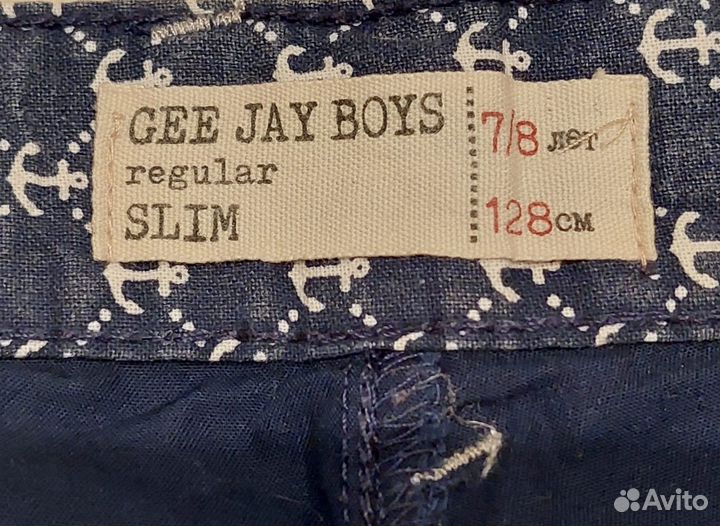 GEE JAY BOYS
regular
SLIM
7/8 лет
128 см
Avito